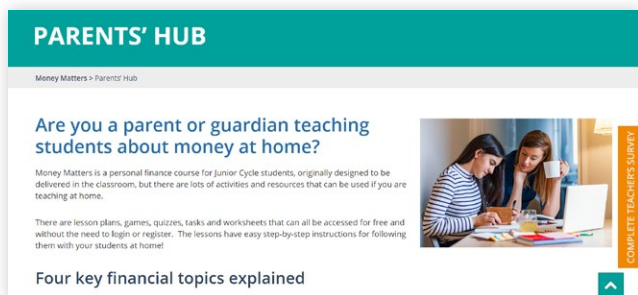 PARENTS' HUB
Money Matters > Parents' Hub
Are you a parent or guardian teaching
students about money at home?
Money Matters is a personal finance course for Junior Cycle students, originally designed to be
delivered in the classroom, but there are lots of activities and resources that can be used if you are
teaching at home.
There are lesson plans, games, quizzes, tasks and worksheets that can all be accessed for free and
without the need to login or register. The lessons have easy step-by-step instructions for following
them with your students at home!
Four key financial topics explained
COMPLETE TEACHER'S SURVEY